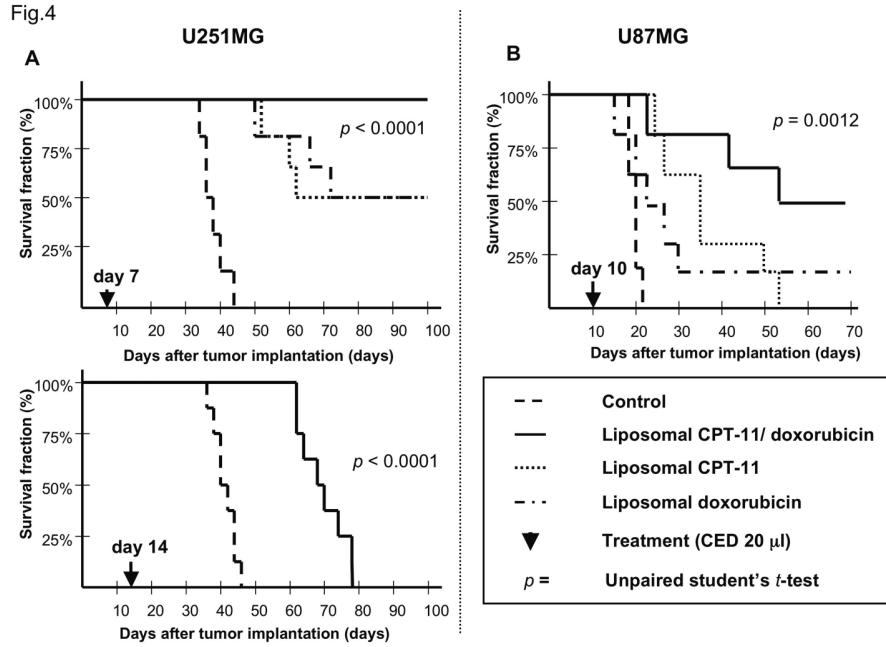 Fig.4
U251MG
A
100%
75%
50%
25%
Survival fraction (%)
p < 0.0001
day 7
10 20 30 40 50 60 70 80 90 100
Days after tumor implantation (days)
100%
75%
50%
25%
Survival fraction (%)
p < 0.0001
day 14
10 20 30 40 50 60 70 80 90 100
Days after tumor implantation (days)
U87MG
B
100%
75%
50%
25%
Survival fraction (%)
p = 0.0012
day 10
10 20 30 40 50 60 70
Days after tumor implantation (days)
Control
Liposomal CPT-11/ doxorubicin
Liposomal CPT-11
Liposomal doxorubicin
Treatment (CED 20 μl)
p = Unpaired student's t-test